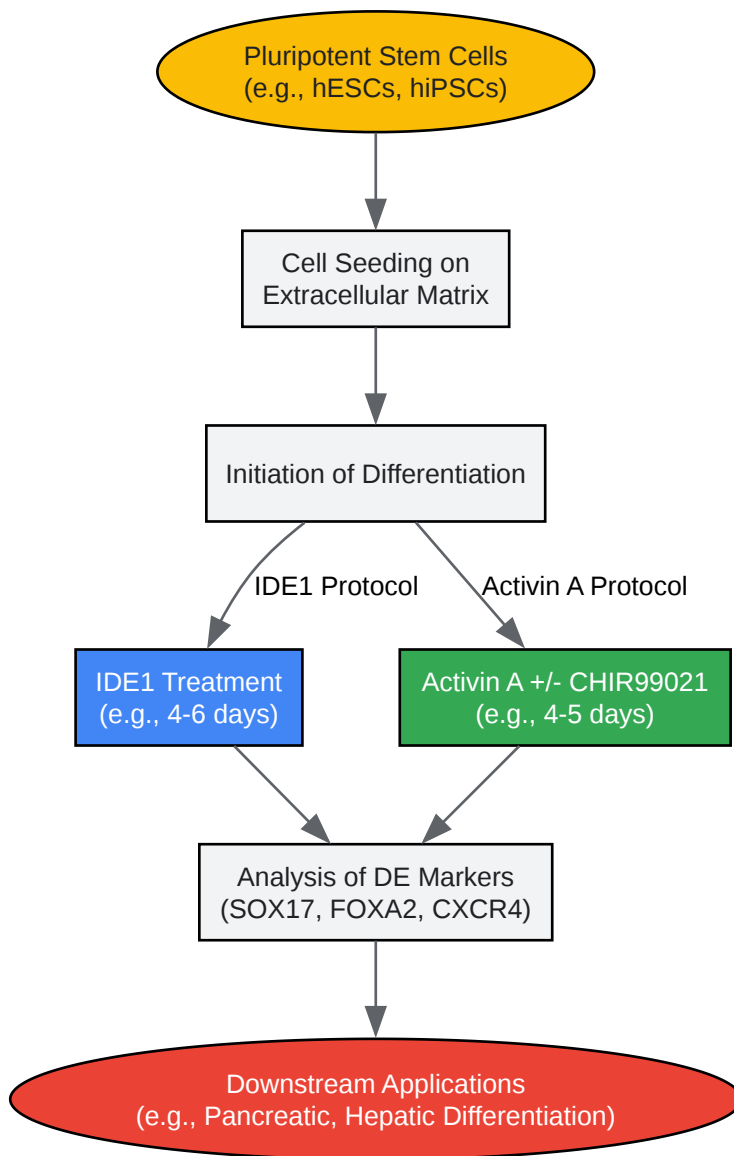 Pluripotent Stem Cells
(e.g., hESCs, hiPSCs)
Cell Seeding on
Extracellular Matrix
Initiation of Differentiation
IDE1 Protocol
Activin A Protocol
IDE1 Treatment
(e.g., 4-6 days)
Activin A +/- CHIR99021
(e.g., 4-5 days)
Analysis of DE Markers
(SOX17, FOXA2, CXCR4)
Downstream Applications
(e.g., Pancreatic, Hepatic Differentiation)